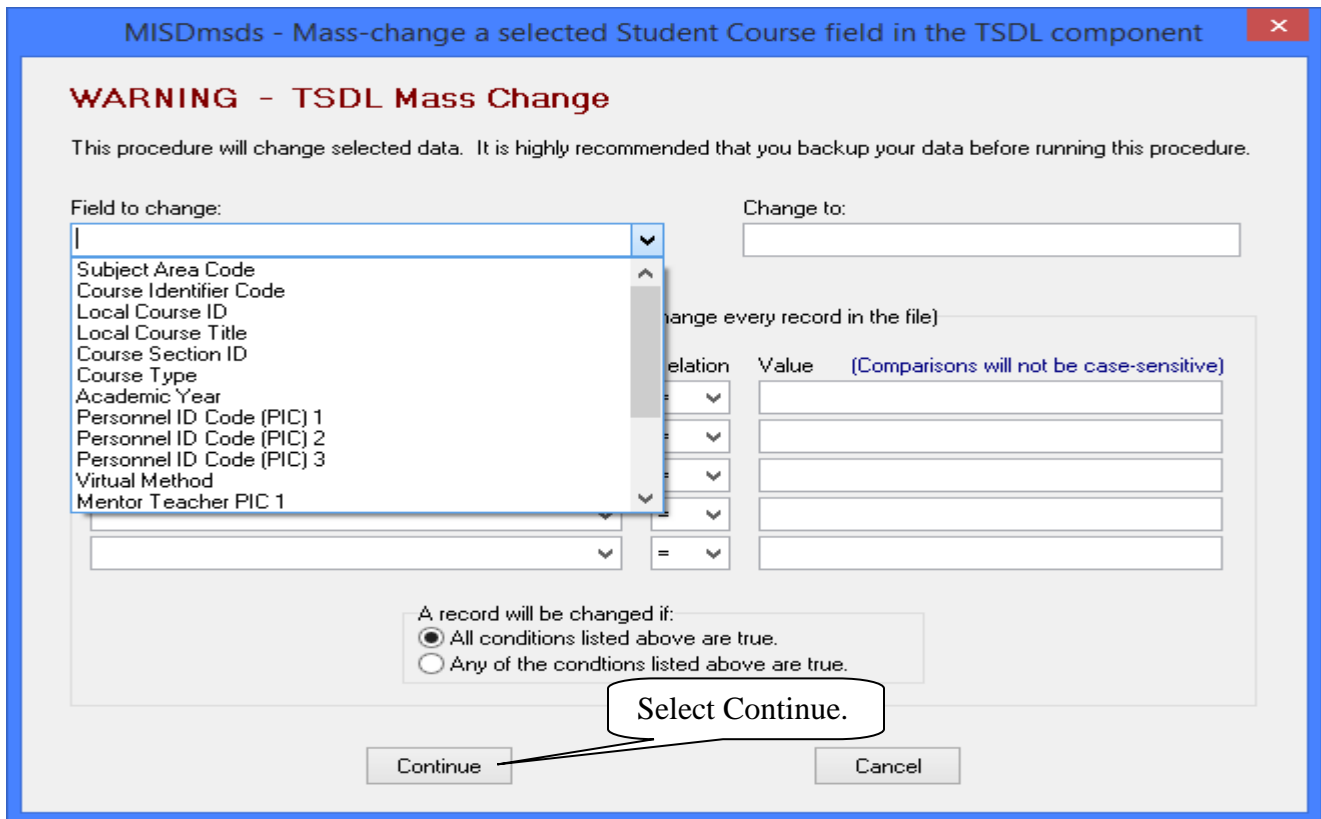 MISDmsds - Mass-change a selected Student Course field in the TSDL component
WARNING - TSDL Mass Change
This procedure will change selected data. It is highly recommended that you backup your data before running this procedure.
Field to change:
Change to:
Subject Area Code
Course Identifier Code
Local Course ID
Local Course Title
Course Section ID
Course Type
Academic Year
Personnel ID Code (PIC) 1
Personnel ID Code (PIC) 2
Personnel ID Code (PIC) 3
Virtual Method
Mentor Teacher PIC 1
hange every record in the file)
elation Value (Comparisons will not be case-sensitive)
=
=
=
=
=
A record will be changed if:
All conditions listed above are true.
Any of the condtions listed above are true.
Select Continue.
Continue Cancel